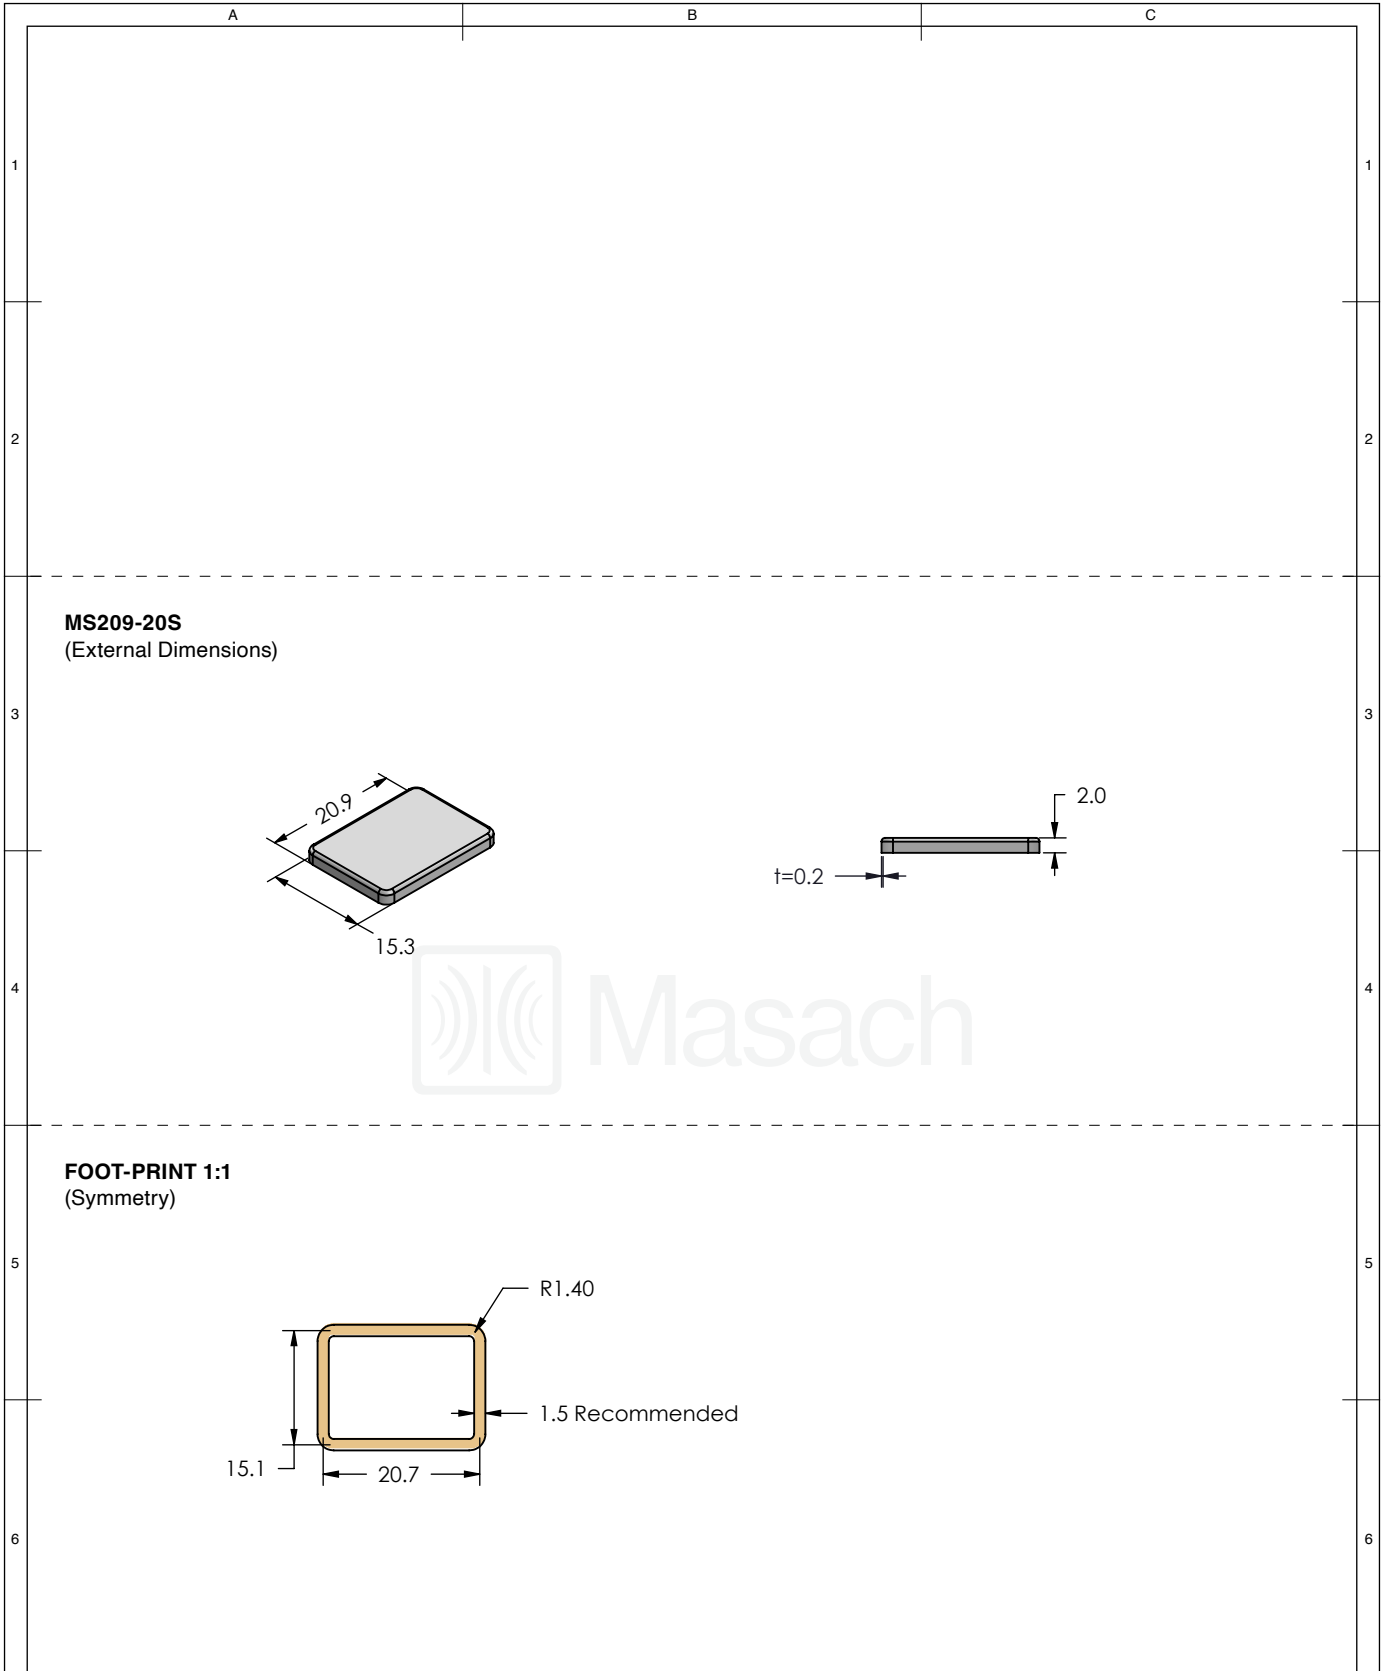 A B C
1 1
2 2
MS209-20S
(External Dimensions)
3 3
20.9
2.0
t=0.2
15.3
Masach
4 4
FOOT-PRINT 1:1
(Symmetry)
5 5
R1.40
1.5 Recommended
15.1
20.7
6 6